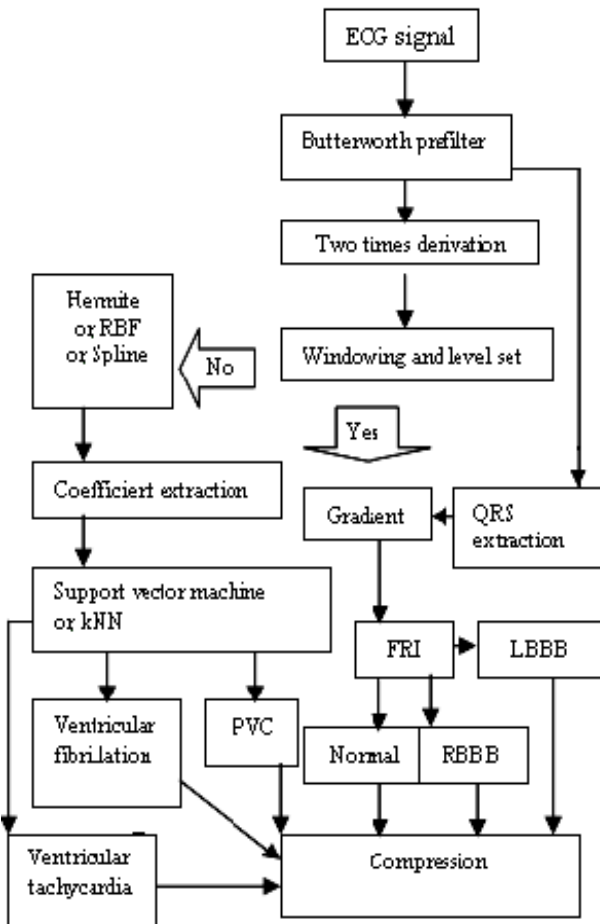 ECG signal
Butterworth prefilter
Two times derivation
Hermite
or RBF
or Spline
No
Windowing and level set
Yes
Coefficient extraction
Gradient
QRS
extraction
Support vector machine
or kNN
FRI
LBBB
Ventricular
fibrilation
PVC
Normal
RBBB
Ventricular
tachycardia
Compression